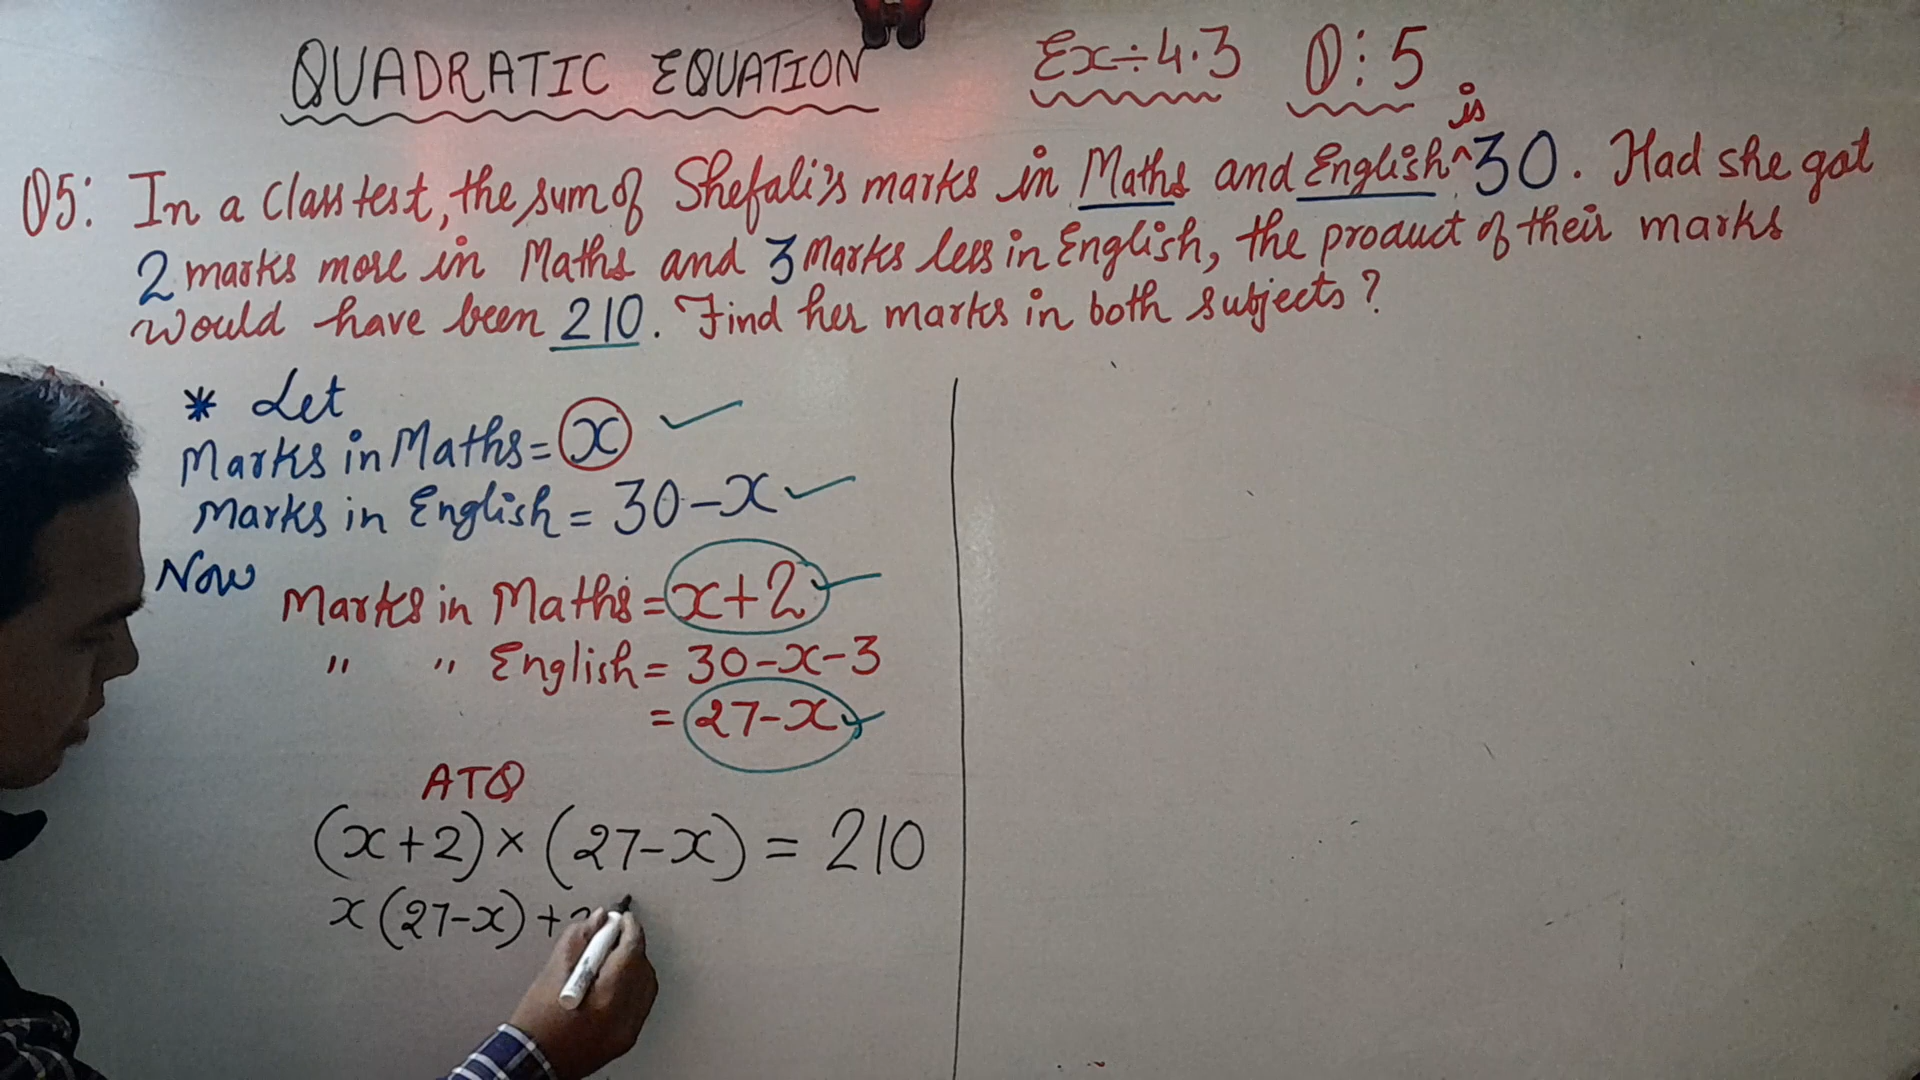 QUADRATIC EQUATION Ex÷4.3 Q:5
Q5: In a Class test, the sum of Shefali's marks in Maths and English ^is 30. Had she got
2 marks more in Maths and 3 Marks less in English, the product of their marks
would have been 210. Find her marks in both subjects?
* Let
Marks in Maths = x ✓
Marks in English = 30-x ✓
Now Marks in Maths = x+2 ✓
" " English = 30-x-3
= 27-x ✓
ATQ
(x+2)×(27-x) = 210
x(27-x)+